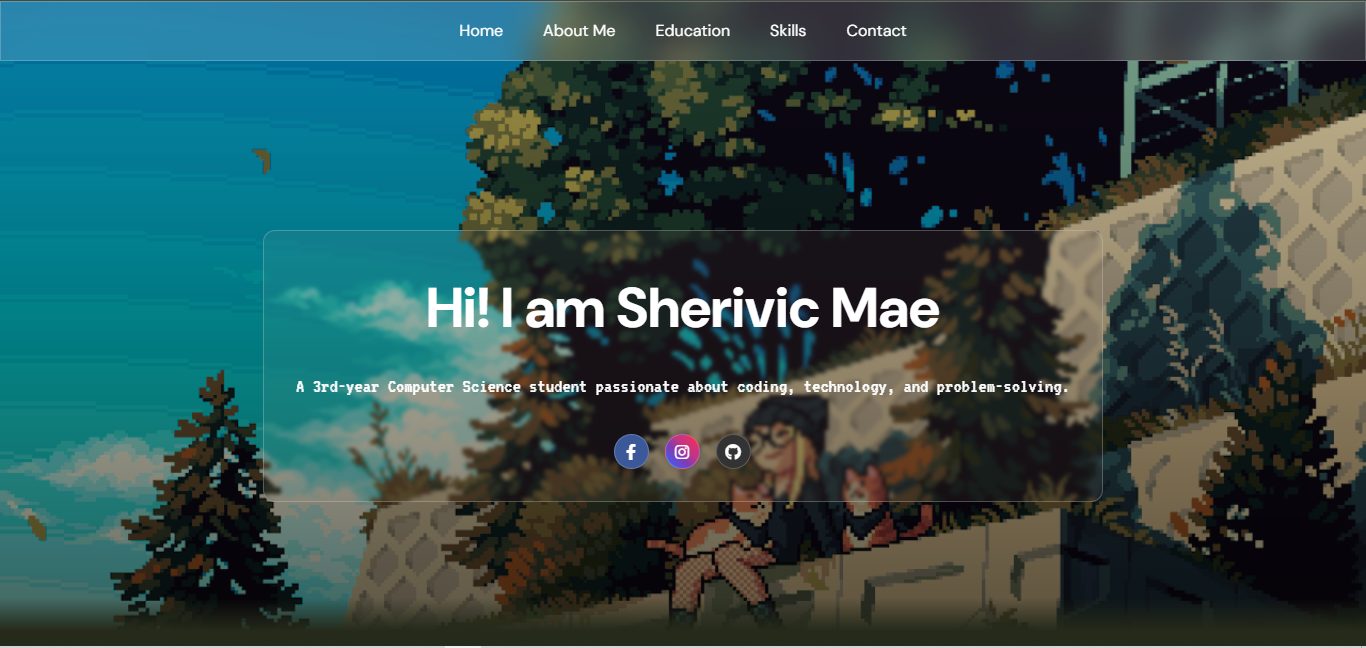 Home About Me Education Skills Contact
Hi! I am Sherivic Mae
A 3rd-year Computer Science student passionate about coding, technology, and problem-solving.